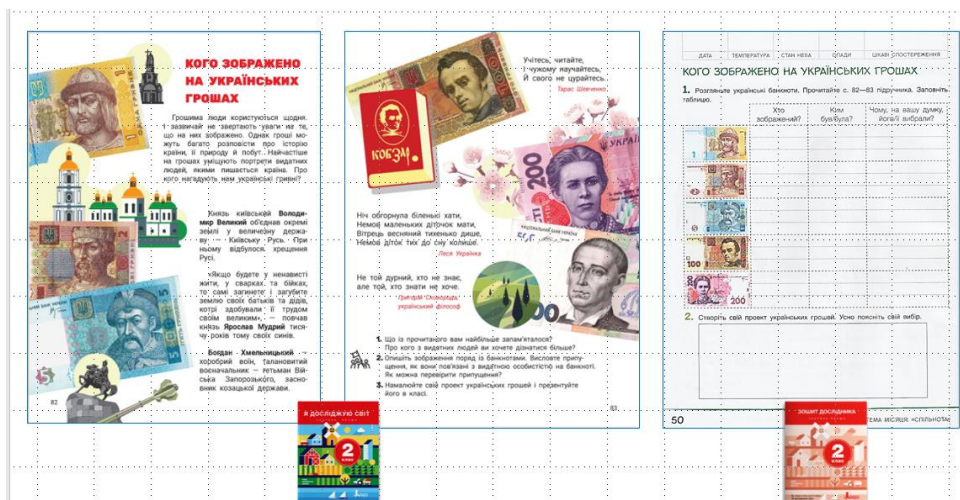 КОГО ЗОБРАЖЕНО
НА УКРАЇНСЬКИХ
ГРОШАХ
Грошима люди користуються щодня.
І зазвичай не звертають уваги на те,
що на них зображено. Однак гроші мо-
жуть багато розповісти про історію
країни, її природу й побут. Найчастіше
на грошах уміщують портрети видатних
людей, якими пишається країна. Про
кого нагадують нам українські гривні?
Князь київський Володи-
мир Великий об'єднав окремі
землі у величезну держа-
ву — Київську Русь. При
ньому відбулося хрещення
Русі.
«Якщо будете у ненависті
жити, у сварках та бійках,
то самі загинете і загубите
землю своїх батьків та дідів,
котрі здобували її трудом
своїм великим», — повчав
князь Ярослав Мудрий тися-
чу років тому своїх синів.
Богдан Хмельницький —
хоробрий воїн, талановитий
воєначальник — гетьман Вій-
ська Запорозького, засно-
вник козацької держави.
82
Учітесь, читайте,
І чужому научайтесь,
Й свого не цурайтесь.
Тарас Шевченко
КОБЗАР
200
УКРАЇН
Ніч обгорнула біленькі хати,
Немов маленьких діточок мати,
Вітрець весняний тихенько дише,
Немов діток тих до сну колише.
Леся Українка
Не той дурний, хто не знає,
але той, хто знати не хоче.
Григорій Сковорода,
український філософ
1. Що із прочитаного вам найбільше запам'яталося?
Про кого з видатних людей ви хочете дізнатися більше?
2. Опишіть зображення поряд із банкнотами. Висловте припу-
щення, як вони пов'язані з видатною особистістю на банкноті.
Як можна перевірити припущення?
3. Намалюйте свій проект українських грошей і презентуйте
його в класі.
83
ДАТА ТЕМПЕРАТУРА СТАН НЕБА ОПАДИ ЦІКАВІ СПОСТЕРЕЖЕННЯ
КОГО ЗОБРАЖЕНО НА УКРАЇНСЬКИХ ГРОШАХ
1. Розгляньте українські банкноти. Прочитайте с. 82—83 підручника. Заповніть
таблицю.
Хто зображений? Ким був/була? Чому, на вашу думку, його/її вибрали?
1
2
5
100
200
2. Створіть свій проект українських грошей. Усно поясніть свій вибір.
50
ТЕМА МІСЯЦЯ: «СПІЛЬНОТА»
Я ДОСЛІДЖУЮ СВІТ
2
ЗОШИТ ДОСЛІДНИКА
2